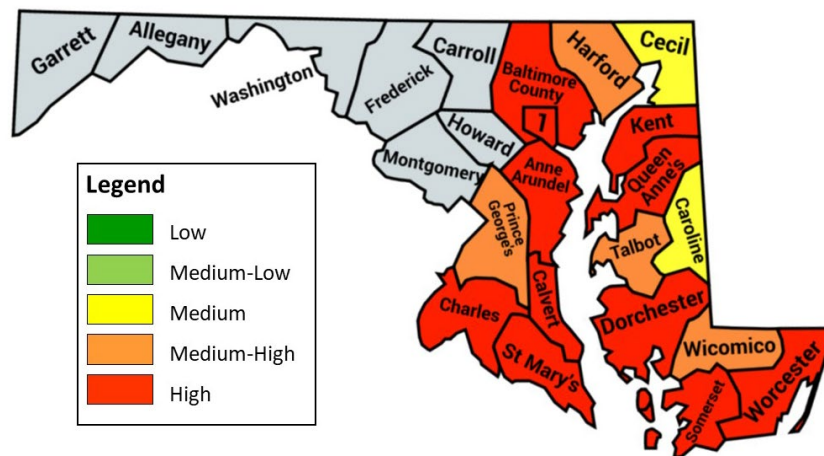 Garrett
Allegany
Washington
Frederick
Carroll
Baltimore
County
1
Harford
Cecil
Howard
Montgomery
Anne
Arundel
Kent
Queen
Anne's
Prince
George's
Talbot
Caroline
Charles
Calvert
St Mary's
Dorchester
Wicomico
Somerset
Worcester
Legend
Low
Medium-Low
Medium
Medium-High
High